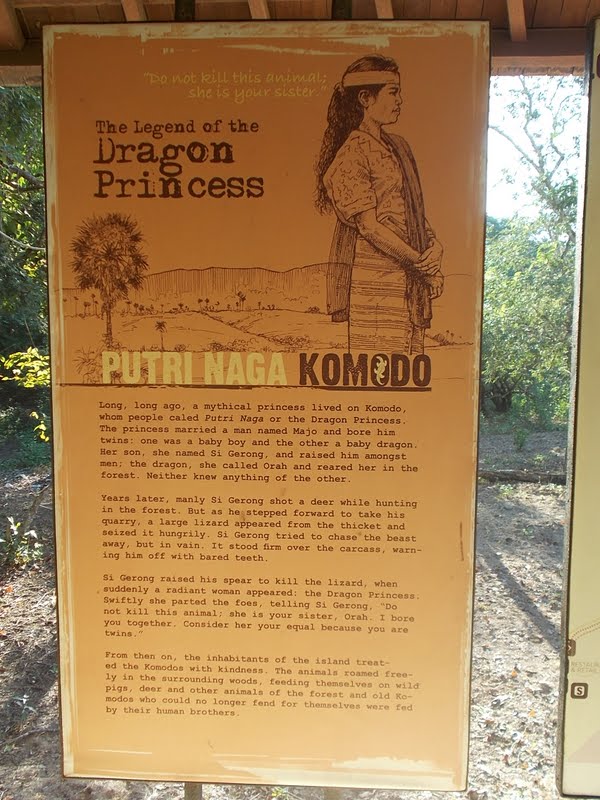 "Do not kill this animal;
she is your sister."
The Legend of the
Dragon
Princess
PUTRI NAGA KOMODO
Long, long ago, a mythical princess lived on Komodo,
whom people caled Putri Naga or the Dragon Princess.
The princess married a man named Majo and bore him
twins: one was a baby boy and the other a baby dragon.
Her son, she named Si Gerong, and raised him amongst
men; the dragon, she called Orah and reared her in the
forest. Neither knew anything of the other.
Years later, manly Si Gerong shot a deer while hunting
in the forest. But as he stepped forward to take his
quarry, a large lizard appeared from the thicket and
seized it hungrily. Si Gerong tried to chase the beast
away, but in vain. It stood firm over the carcass, warn-
ing him off with bared teeth.
Si Gerong raised his spear to kill the lizard, when
suddenly a radiant woman appeared: the Dragon Princess.
Swiftly she parted the foes, telling Si Gerong, "Do
not kill this animal; she is your sister, Orah. I bore
you together. Consider her your equal because you are
twins."
From then on, the inhabitants of the island treat-
ed the Komodos with kindness. The animals roamed free-
ly in the surrounding woods, feeding themselves on wild
pigs, deer and other animals of the forest and old Ko-
modos who could no longer fend for themselves were fed
by their human brothers.
S